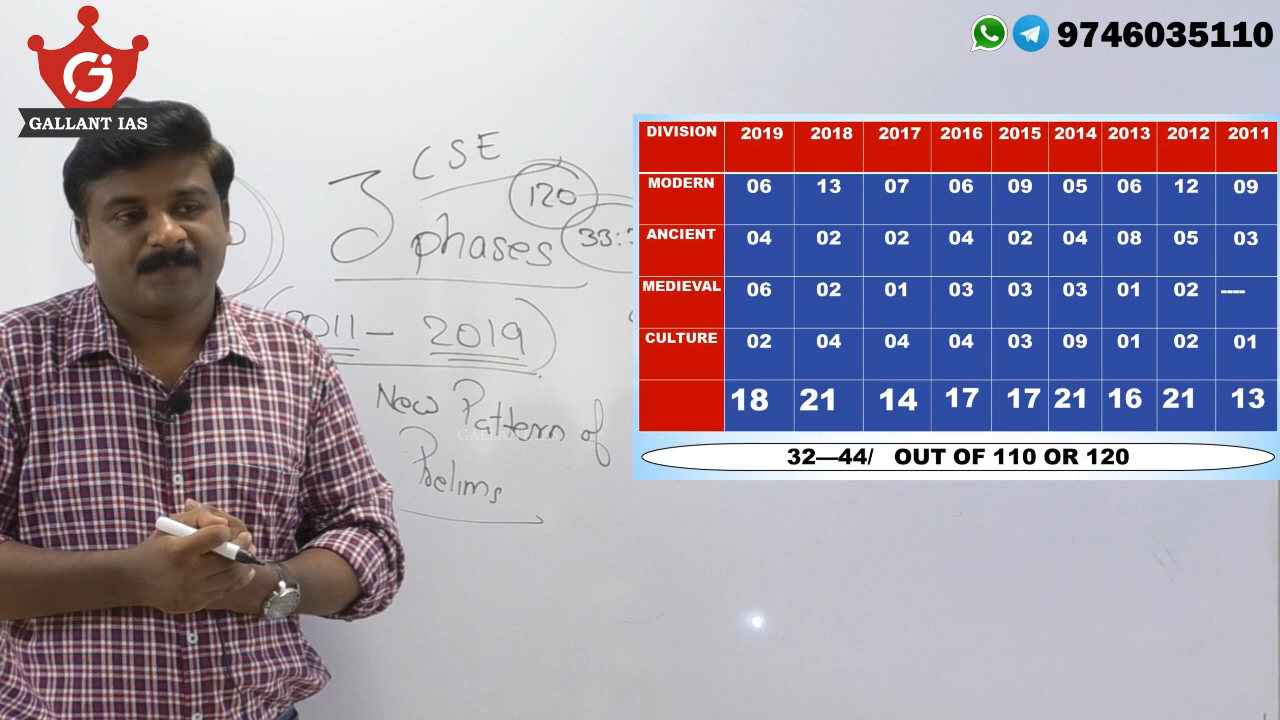 GALLANT IAS
9746035110
CSE
120
3 phases
33:
2011 - 2019
New Pattern of
Prelims
GALLANT IAS
DIVISION 2019 2018 2017 2016 2015 2014 2013 2012 2011
MODERN 06 13 07 06 09 05 06 12 09
ANCIENT 04 02 02 04 02 04 08 05 03
MEDIEVAL 06 02 01 03 03 03 01 02 ----
CULTURE 02 04 04 04 03 09 01 02 01
18 21 14 17 17 21 16 21 13
32—44/ OUT OF 110 OR 120